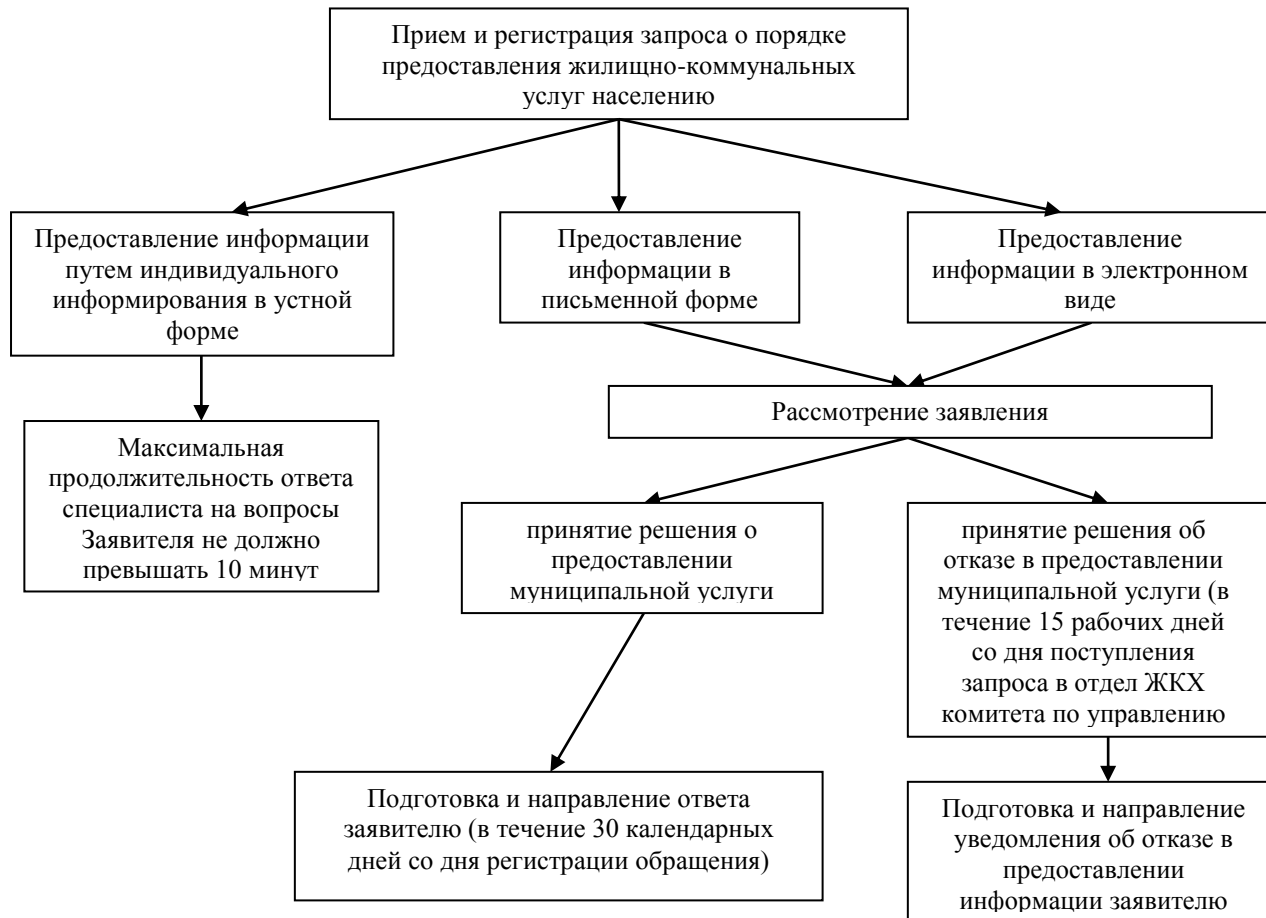 Прием и регистрация запроса о порядке
предоставления жилищно-коммунальных
услуг населению
Предоставление информации
путем индивидуального
информирования в устной
форме
Предоставление
информации в
письменной форме
Предоставление
информации в электронном
виде
Рассмотрение заявления
Максимальная
продолжительность ответа
специалиста на вопросы
Заявителя не должно
превышать 10 минут
принятие решения о
предоставлении
муниципальной услуги
принятие решения об
отказе в предоставлении
муниципальной услуги (в
течение 15 рабочих дней
со дня поступления
запроса в отдел ЖКХ
комитета по управлению
Подготовка и направление ответа
заявителю (в течение 30 календарных
дней со дня регистрации обращения)
Подготовка и направление
уведомления об отказе в
предоставлении
информации заявителю